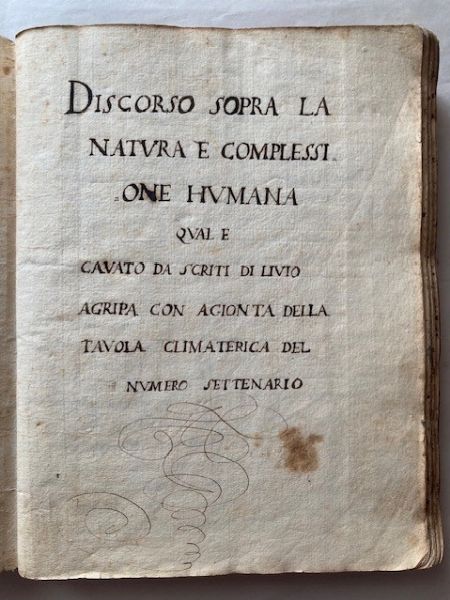 DISCORSO SOPRA LA
NATVRA E COMPLESSI
=ONE HVMANA
QVAL E
CAVATO DA SCRITI DI LIVIO
AGRIPA CON AGIONTA DELLA
TAVOLA CLIMATERICA DEL
NVMERO SETTENARIO